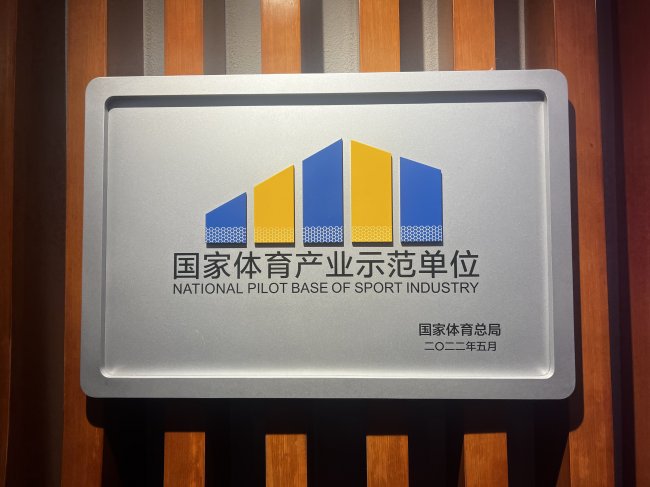 国家体育产业示范单位
NATIONAL PILOT BASE OF SPORT INDUSTRY
国家体育总局
二〇二二年五月